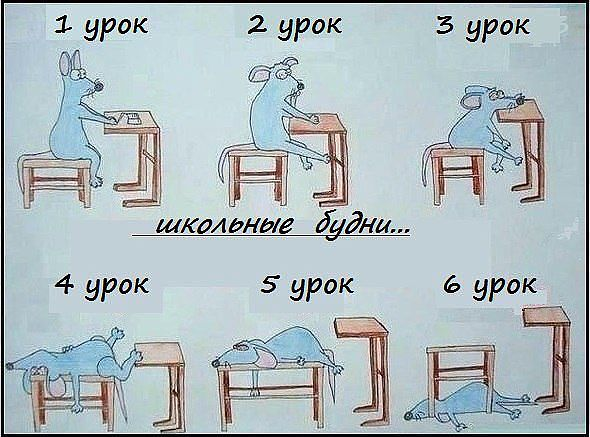 1 урок 2 урок 3 урок
школьные будни...
4 урок 5 урок 6 урок